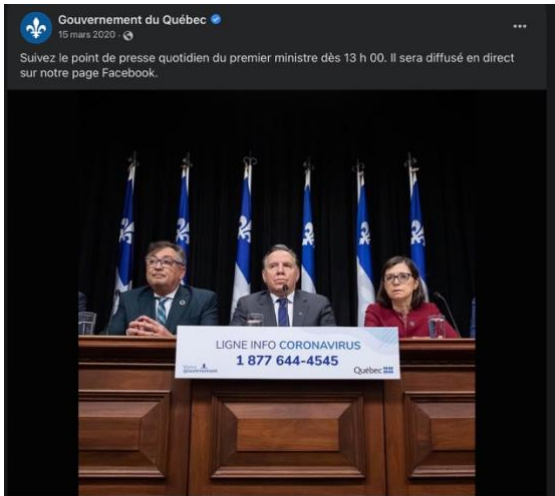 Gouvernement du Québec
15 mars 2020 ·
Suivez le point de presse quotidien du premier ministre dès 13 h 00. Il sera diffusé en direct
sur notre page Facebook.
LIGNE INFO CORONAVIRUS
1 877 644-4545
Québec